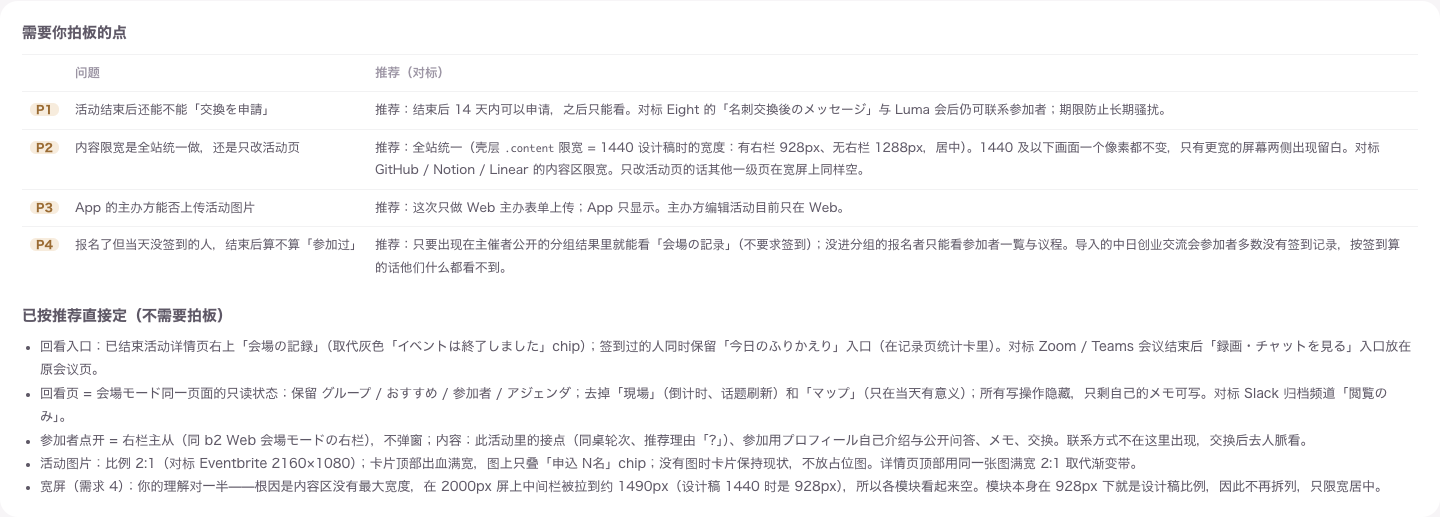 需要你拍板的点
问题 推荐（对标）
P1 活动结束后还能不能「交换を申請」 推荐：结束后 14 天内可以申请，之后只能看。对标 Eight 的「名刺交換後のメッセージ」与 Luma 会后仍可联系参加者；期限防止长期骚扰。
P2 内容限宽是全站统一做，还是只改活动页 推荐：全站统一（壳层 .content 限宽 = 1440 设计稿时的宽度：有右栏 928px、无右栏 1288px，居中）。1440 及以下画面一个像素都不变，只有更宽的屏幕两侧出现留白。对标
GitHub / Notion / Linear 的内容区限宽。只改活动页的话其他一级页在宽屏上同样空。
P3 App 的主办方能否上传活动图片 推荐：这次只做 Web 主办表单上传；App 只显示。主办方编辑活动目前只在 Web。
P4 报名了但当天没签到的人，结束后算不算「参加过」 推荐：只要出现在主催者公开的分组结果里就能看「会場の記录」（不要求签到）；没进分组的报名者只能看参加者一覧与议程。导入的中日创业交流会参加者多数没有签到记录，按签到算
的话他们什么都看不到。
已按推荐直接定（不需要拍板）
• 回看入口：已结束活动详情页右上「会場の記録」（取代灰色「イベントは終了しました」chip）；签到过的人同时保留「今日のふりかえり」入口（在记录页统计卡里）。对标 Zoom / Teams 会议结束后「録画・チャットを見る」入口放在
原会议页。
• 回看页 = 会場モード同一页面的只读状态：保留 グループ / おすすめ / 参加者 / アジェンダ；去掉「現場」（倒计时、话题刷新）和「マップ」（只在当天有意义）；所有写操作隐藏，只剩自己的メモ可写。对标 Slack 归档频道「閲覧の
み」。
• 参加者点开 = 右栏主从（同 b2 Web 会場モードの右栏），不弹窗；内容：此活动里的接点（同桌轮次、推荐理由「?」）、参加用プロフィール自己介绍与公开问答、メモ、交换。联系方式不在这里出现，交换后去人脈看。
• 活动图片：比例 2:1（对标 Eventbrite 2160×1080）；卡片顶部出血满宽，图上只叠「申込 N名」chip；没有图时卡片保持现状，不放占位图。详情页顶部用同一张图满宽 2:1 取代渐变带。
• 宽屏（需求 4）：你的理解对一半——根因是内容区没有最大宽度，在 2000px 屏上中间栏被拉到约 1490px（设计稿 1440 时是 928px），所以各模块看起来空。模块本身在 928px 下就是设计稿比例，因此不再拆列，只限宽居中。